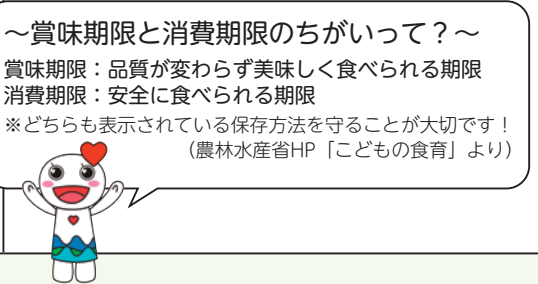 ～賞味期限と消費期限のちがいって？～
賞味期限：品質が変わらず美味しく食べられる期限
消費期限：安全に食べられる期限
※どちらも表示されている保存方法を守ることが大切です！
（農林水産省HP「こどもの食育」より）